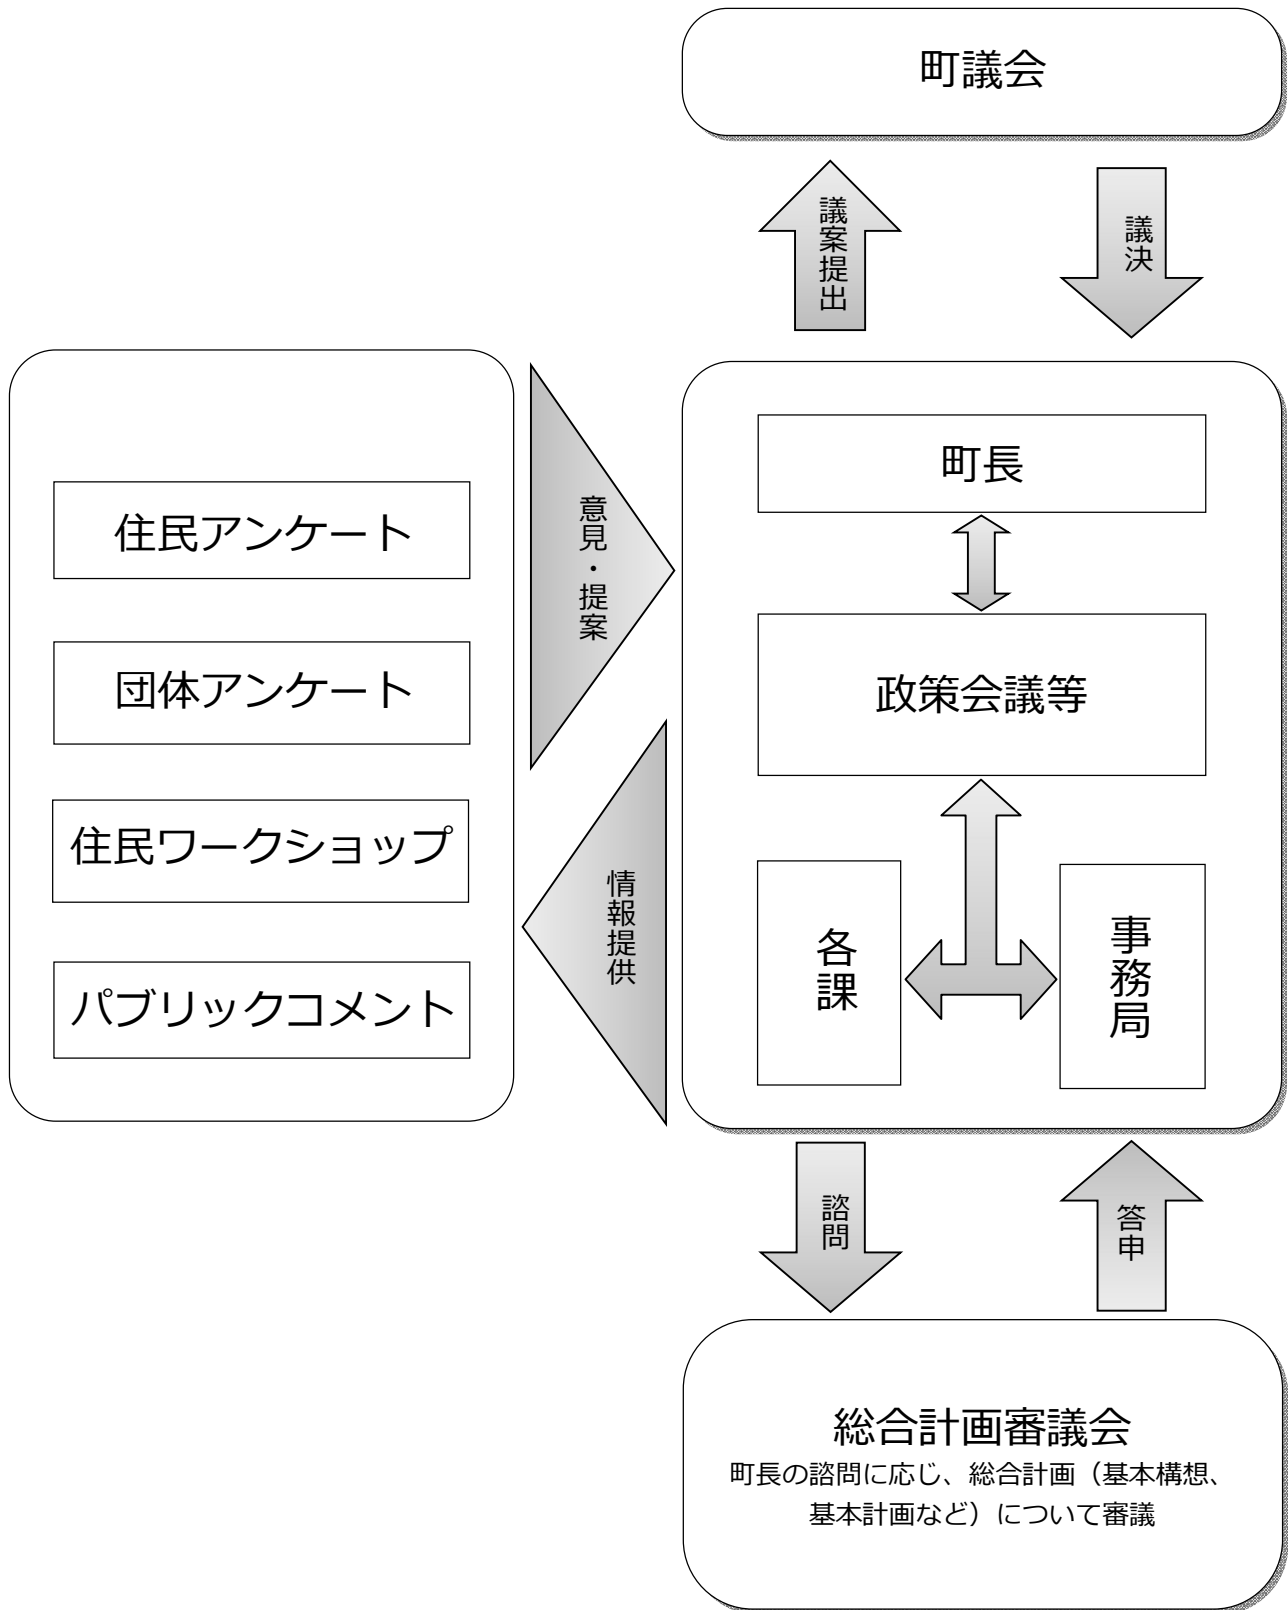 町議会
議案提出
議決
住民アンケート
団体アンケート
住民ワークショップ
パブリックコメント
意見・提案
情報提供
町長
政策会議等
各課
事務局
諮問
答申
総合計画審議会
町長の諮問に応じ、総合計画（基本構想、
基本計画など）について審議